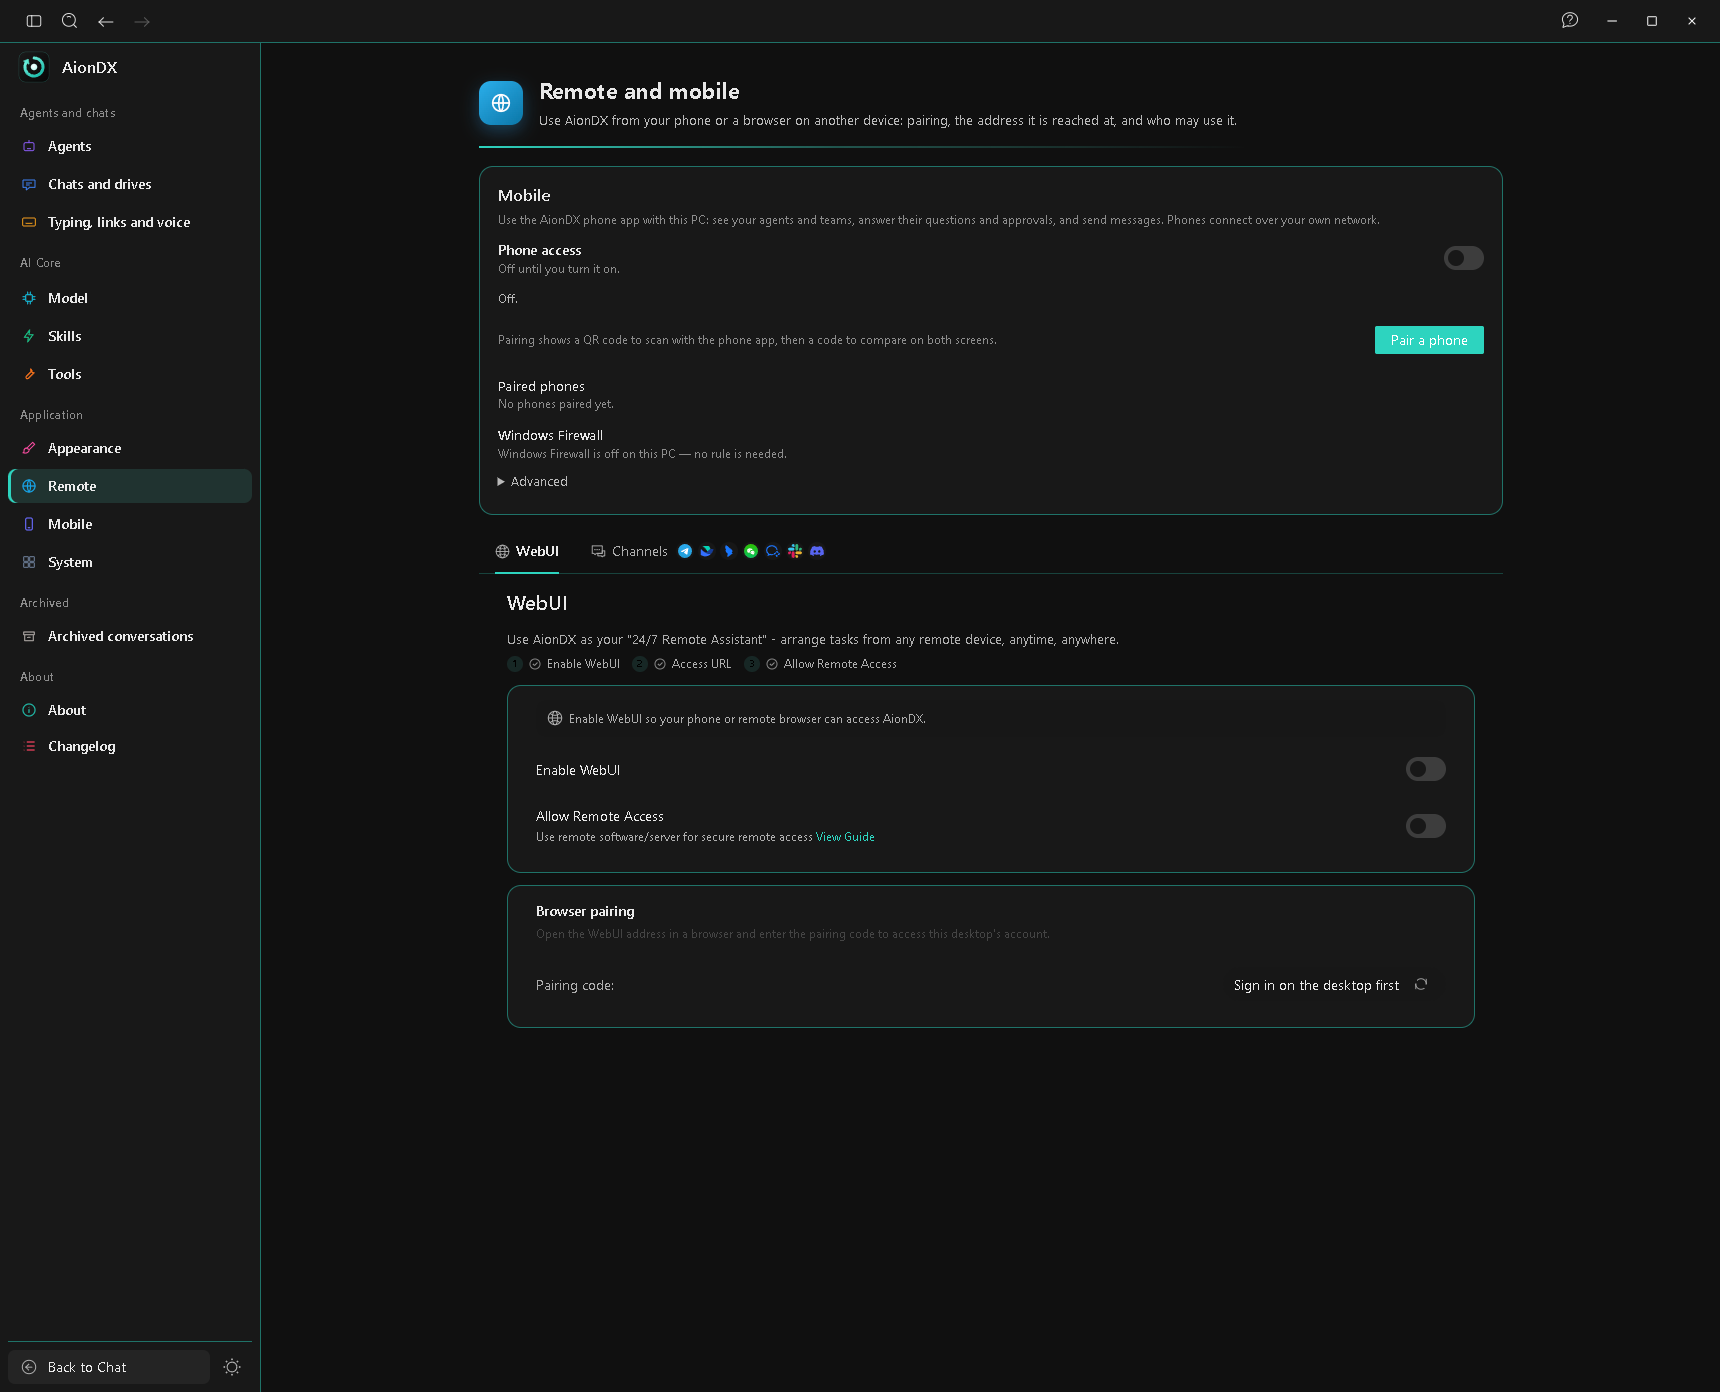 AionDX
Agents and chats
Agents
Chats and drives
Typing, links and voice
AI Core
Model
Skills
Tools
Application
Appearance
Remote
Mobile
System
Archived
Archived conversations
About
About
Changelog
Back to Chat
Remote and mobile
Use AionDX from your phone or a browser on another device: pairing, the address it is reached at, and who may use it.
Mobile
Use the AionDX phone app with this PC: see your agents and teams, answer their questions and approvals, and send messages. Phones connect over your own network.
Phone access
Off until you turn it on.
Off.
Pairing shows a QR code to scan with the phone app, then a code to compare on both screens.
Pair a phone
Paired phones
No phones paired yet.
Windows Firewall
Windows Firewall is off on this PC — no rule is needed.
Advanced
WebUI Channels
WebUI
Use AionDX as your "24/7 Remote Assistant" - arrange tasks from any remote device, anytime, anywhere.
1 Enable WebUI 2 Access URL 3 Allow Remote Access
Enable WebUI so your phone or remote browser can access AionDX.
Enable WebUI
Allow Remote Access
Use remote software/server for secure remote access View Guide
Browser pairing
Open the WebUI address in a browser and enter the pairing code to access this desktop's account.
Pairing code: Sign in on the desktop first